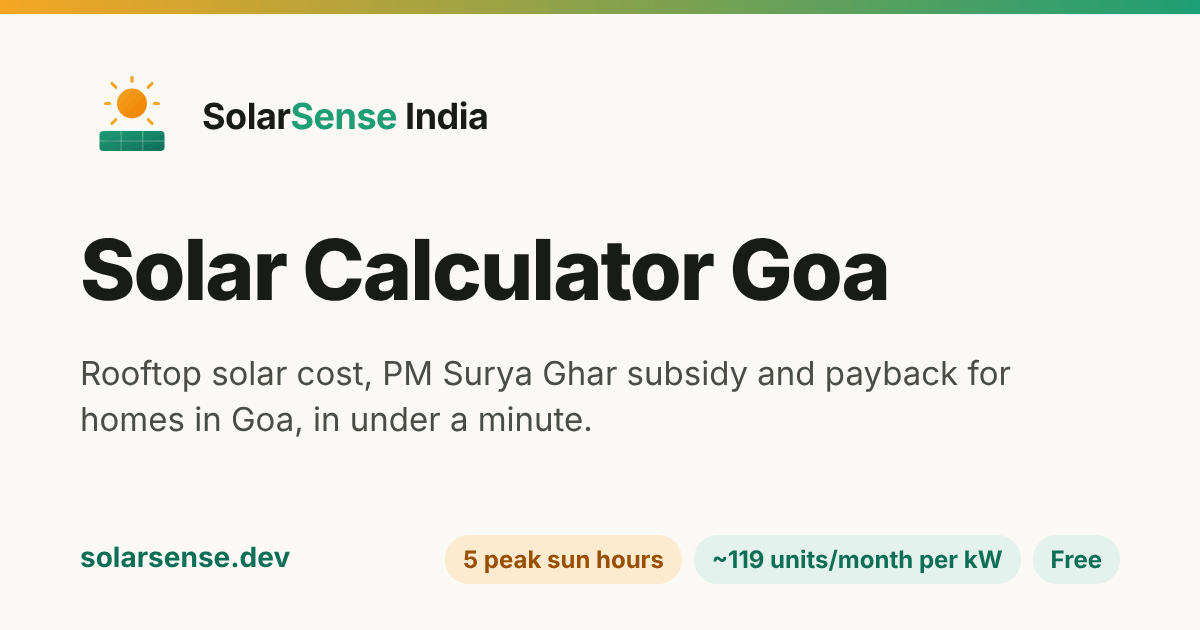 SolarSense India
Solar Calculator Goa
Rooftop solar cost, PM Surya Ghar subsidy and payback for
homes in Goa, in under a minute.
solarsense.dev
5 peak sun hours
~119 units/month per kW
Free